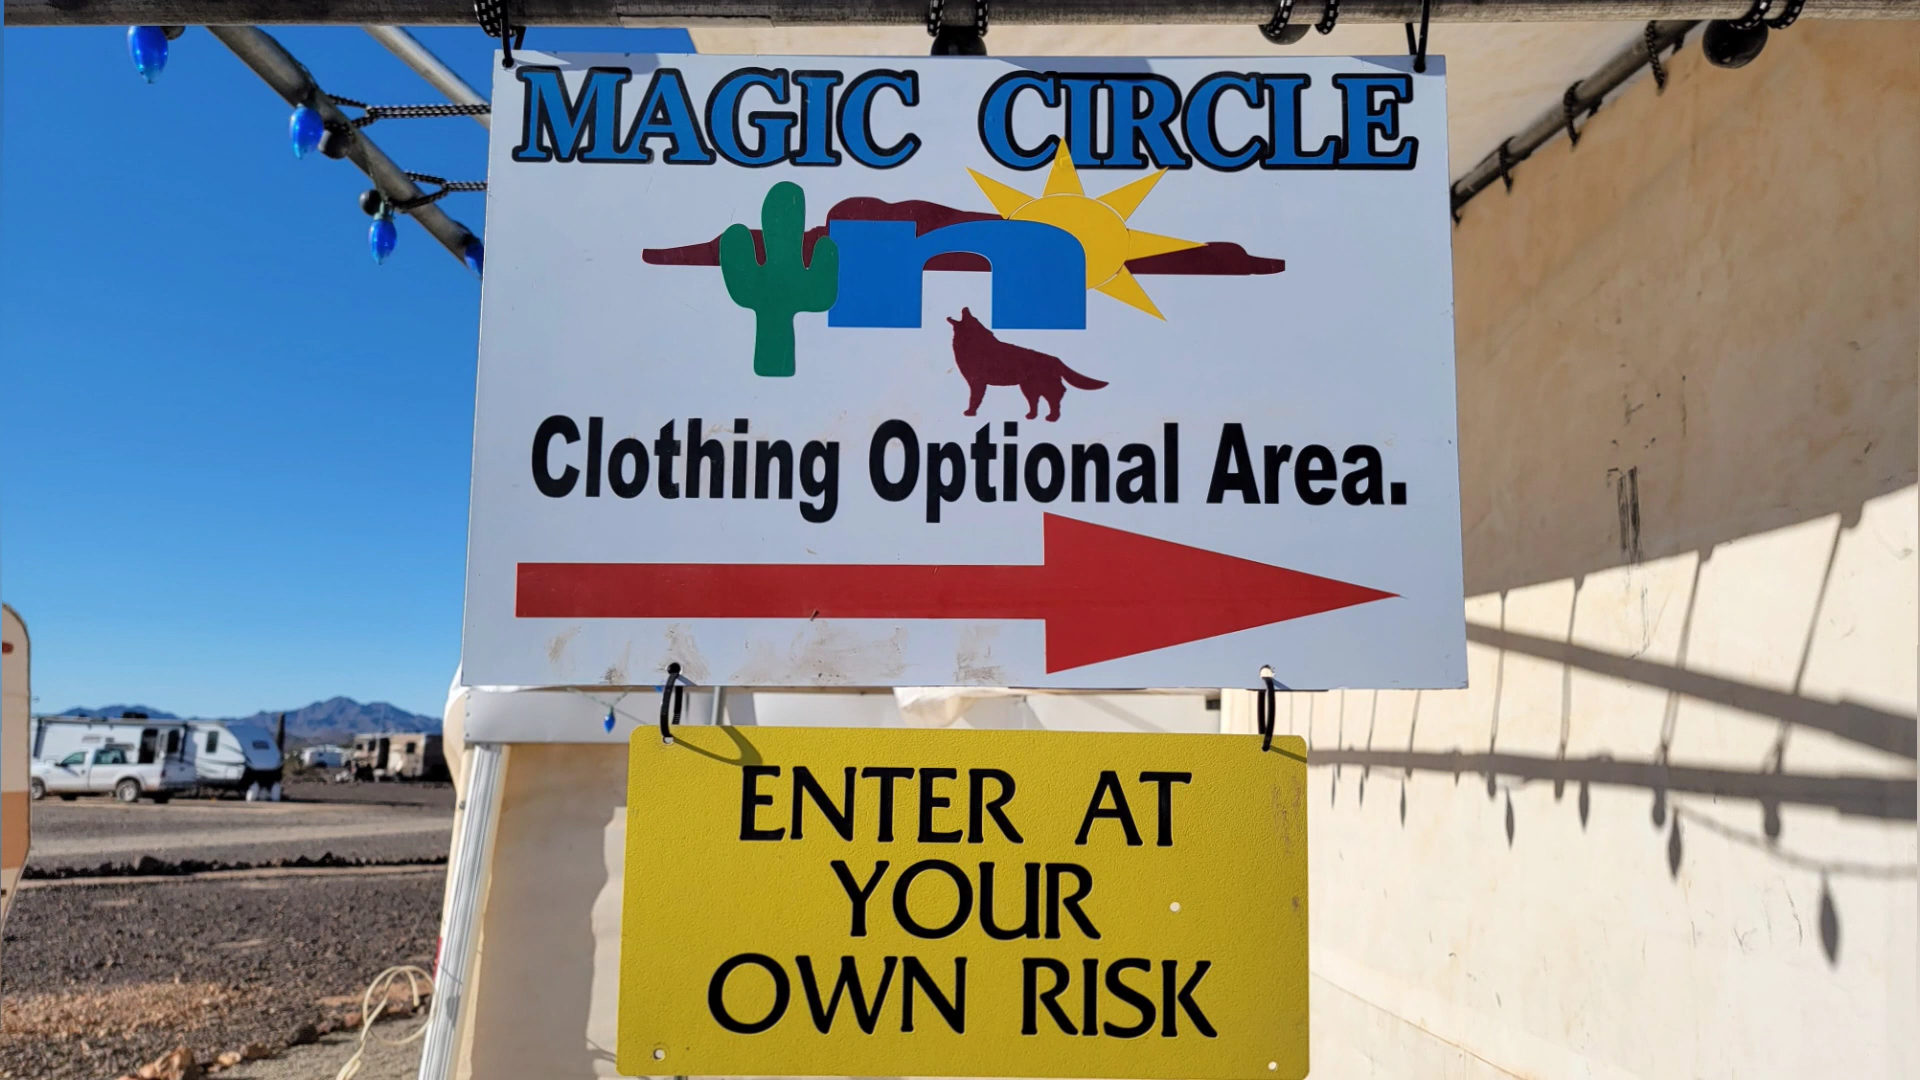 MAGIC CIRCLE
n
Clothing Optional Area.
ENTER AT
YOUR
OWN RISK